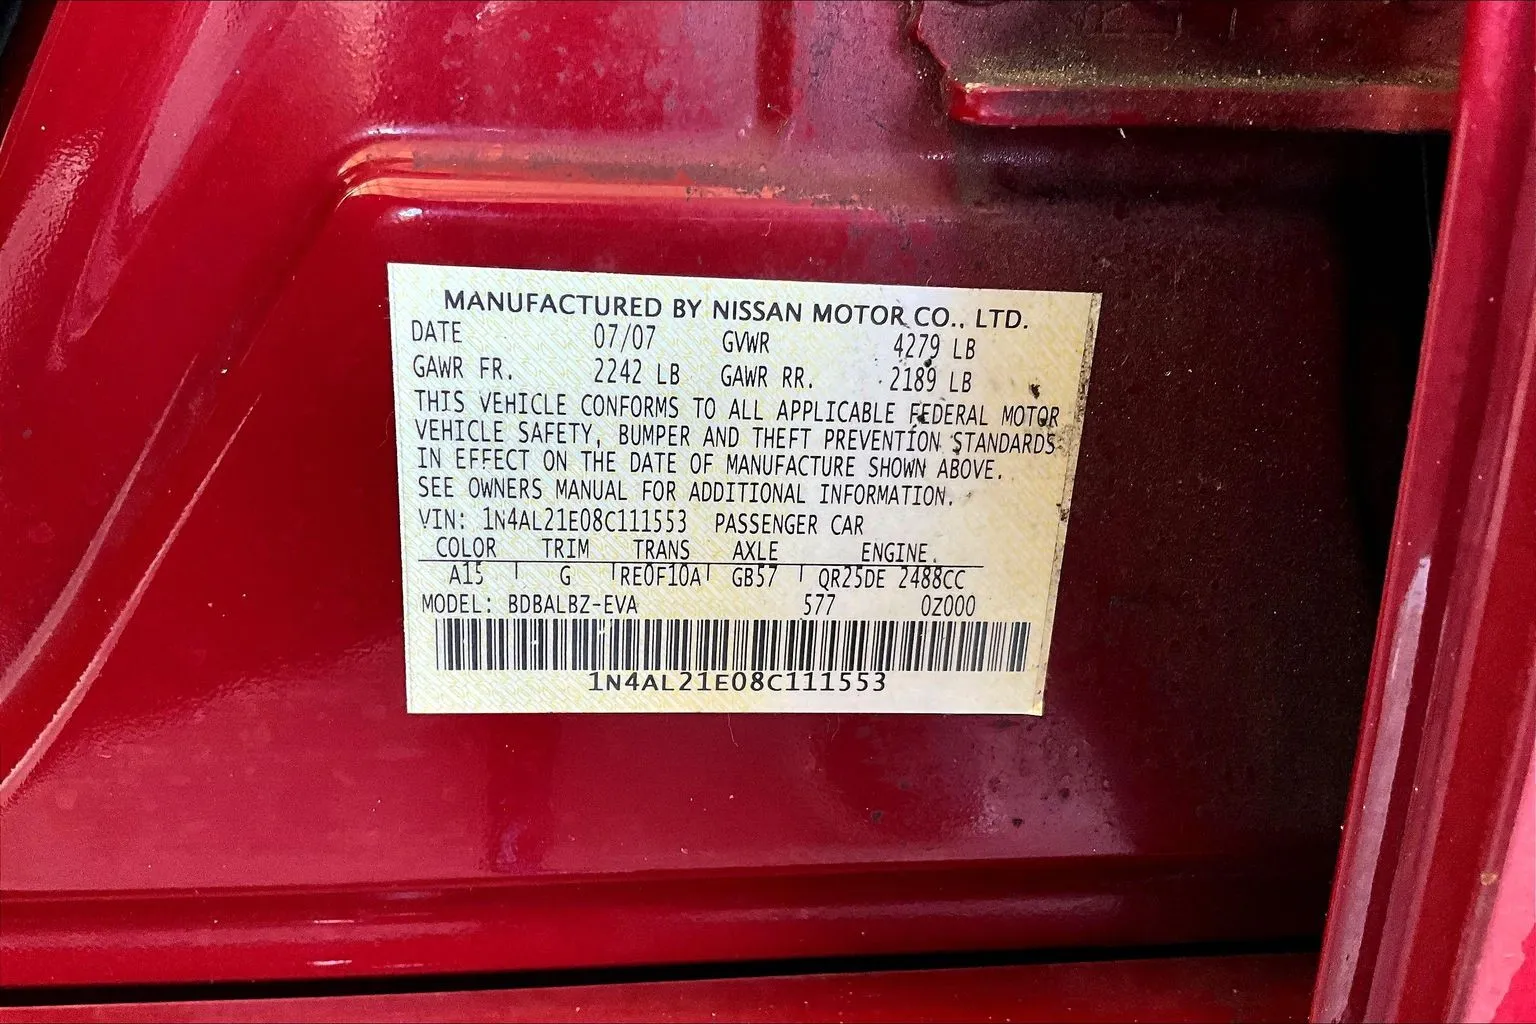 MANUFACTURED BY NISSAN MOTOR CO., LTD.
DATE 07/07 GVWR 4279 LB
GAWR FR. 2242 LB GAWR RR. 2189 LB
THIS VEHICLE CONFORMS TO ALL APPLICABLE FEDERAL MOTOR
VEHICLE SAFETY, BUMPER AND THEFT PREVENTION STANDARDS
IN EFFECT ON THE DATE OF MANUFACTURE SHOWN ABOVE.
SEE OWNERS MANUAL FOR ADDITIONAL INFORMATION.
VIN: 1N4AL21E08C111553 PASSENGER CAR
COLOR TRIM TRANS AXLE ENGINE
A15 G RE0F10A GB57 QR25DE 2488CC
MODEL: BDBALBZ-EVA 577 0Z000
1N4AL21E08C111553